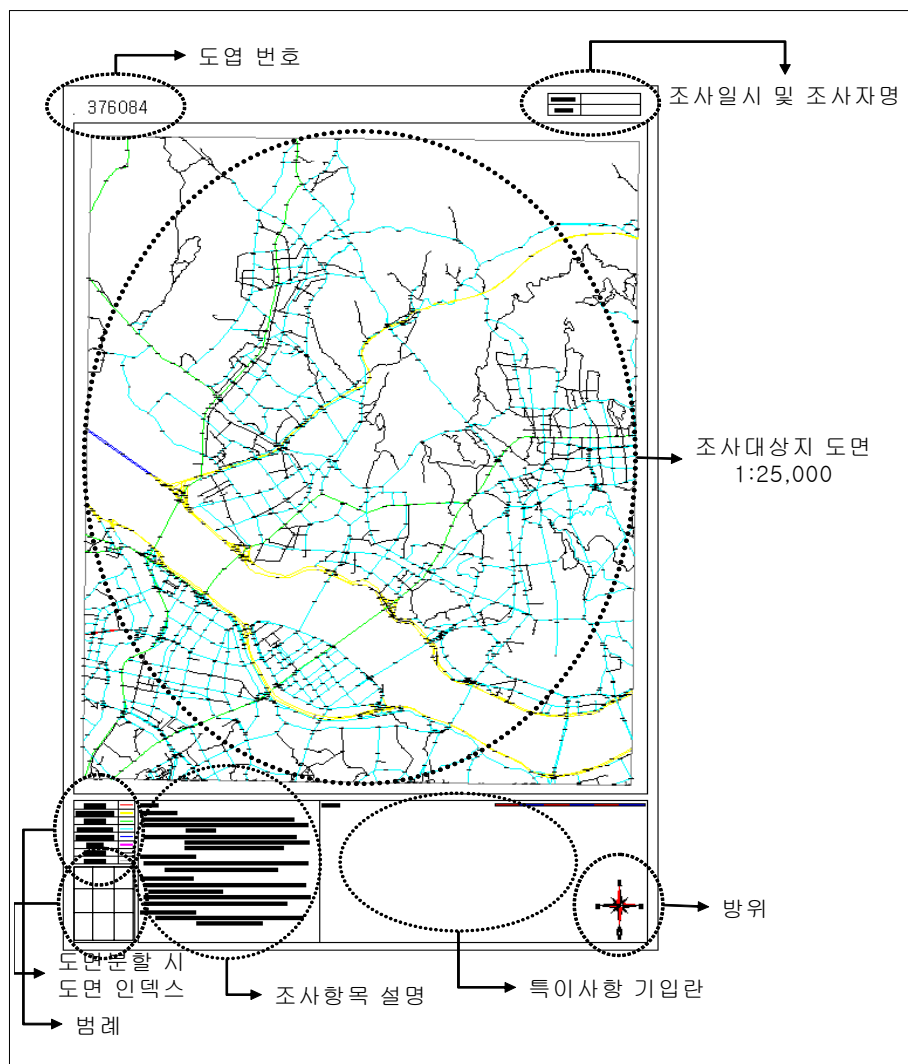 도엽 번호
376084
조사일시 및 조사자명
조사대상지 도면
1:25,000
방위
도면분할 시
도면 인덱스
조사항목 설명
특이사항 기입란
범례